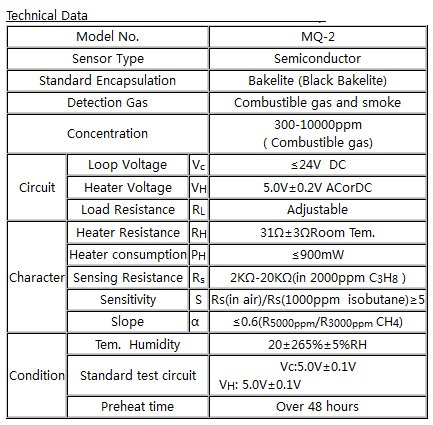 Technical Data
Model No. MQ-2
Sensor Type Semiconductor
Standard Encapsulation Bakelite (Black Bakelite)
Detection Gas Combustible gas and smoke
Concentration 300-10000ppm
( Combustible gas)
Circuit Loop Voltage Vc ≤24V DC
Heater Voltage VH 5.0V±0.2V ACorDC
Load Resistance RL Adjustable
Character Heater Resistance RH 31Ω±3ΩRoom Tem.
Heater consumption PH ≤900mW
Sensing Resistance Rs 2KΩ-20KΩ(in 2000ppm C3H8 )
Sensitivity S Rs(in air)/Rs(1000ppm isobutane)≥5
Slope α ≤0.6(R5000ppm/R3000ppm CH4)
Condition Tem. Humidity 20±265%±5%RH
Standard test circuit Vc:5.0V±0.1V
VH: 5.0V±0.1V
Preheat time Over 48 hours